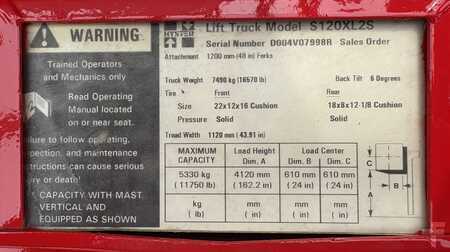 WARNING
Trained Operators
and Mechanics only
Read Operating
Manual located
on or near seat.
to follow operating,
and maintenance
could cause serious
or death!
CAPACITY WITH MAST
VERTICAL AND
EQUIPPED AS SHOWN
HYSTER
Lift Truck Model S120XL2S
Serial Number D004V07998R Sales Order
Attachment 1200 mm (48 in) Forks
Truck Weight 7490 kg (16570 lb) Back Tilt 6 Degrees
Tire Front Rear
Size 22x12x16 Cushion 18x8x12-1/8 Cushion
Pressure Solid Solid
Tread Width 1120 mm (43.91 in)
MAXIMUM CAPACITY Load Height Dim. A Load Center Dim. B Dim. C
5330 kg (11750 lb) 4120 mm (162.2 in) 610 mm (24 in) 610 mm (24 in)
kg (lb) mm (in) mm (in) mm (in)
C
A
B